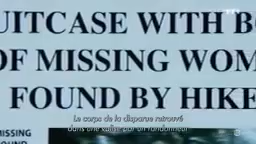 UITCASE WITH BO
OF MISSING WOM
FOUND BY HIKE
Le corps de la disparue retrouvé
dans une valise par un randonneur
MISSING